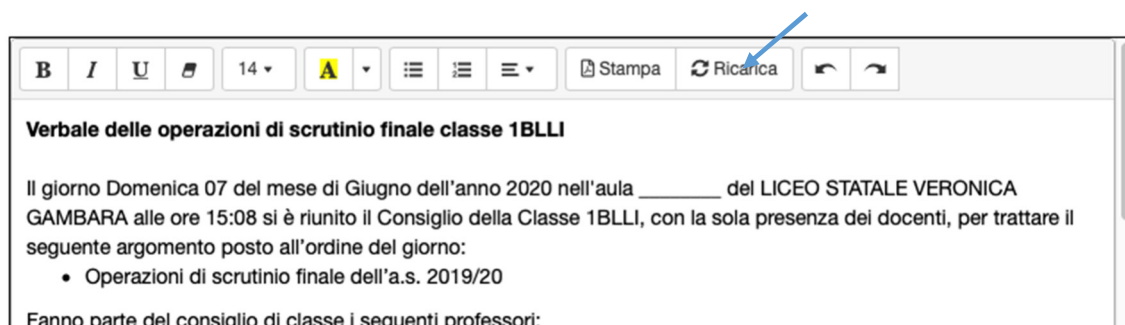 B I U 14 A Stampa Ricarica
Verbale delle operazioni di scrutinio finale classe 1BLLI
Il giorno Domenica 07 del mese di Giugno dell'anno 2020 nell'aula ________ del LICEO STATALE VERONICA
GAMBARA alle ore 15:08 si è riunito il Consiglio della Classe 1BLLI, con la sola presenza dei docenti, per trattare il
seguente argomento posto all'ordine del giorno:
• Operazioni di scrutinio finale dell'a.s. 2019/20
Fanno parte del consiglio di classe i seguenti professori: